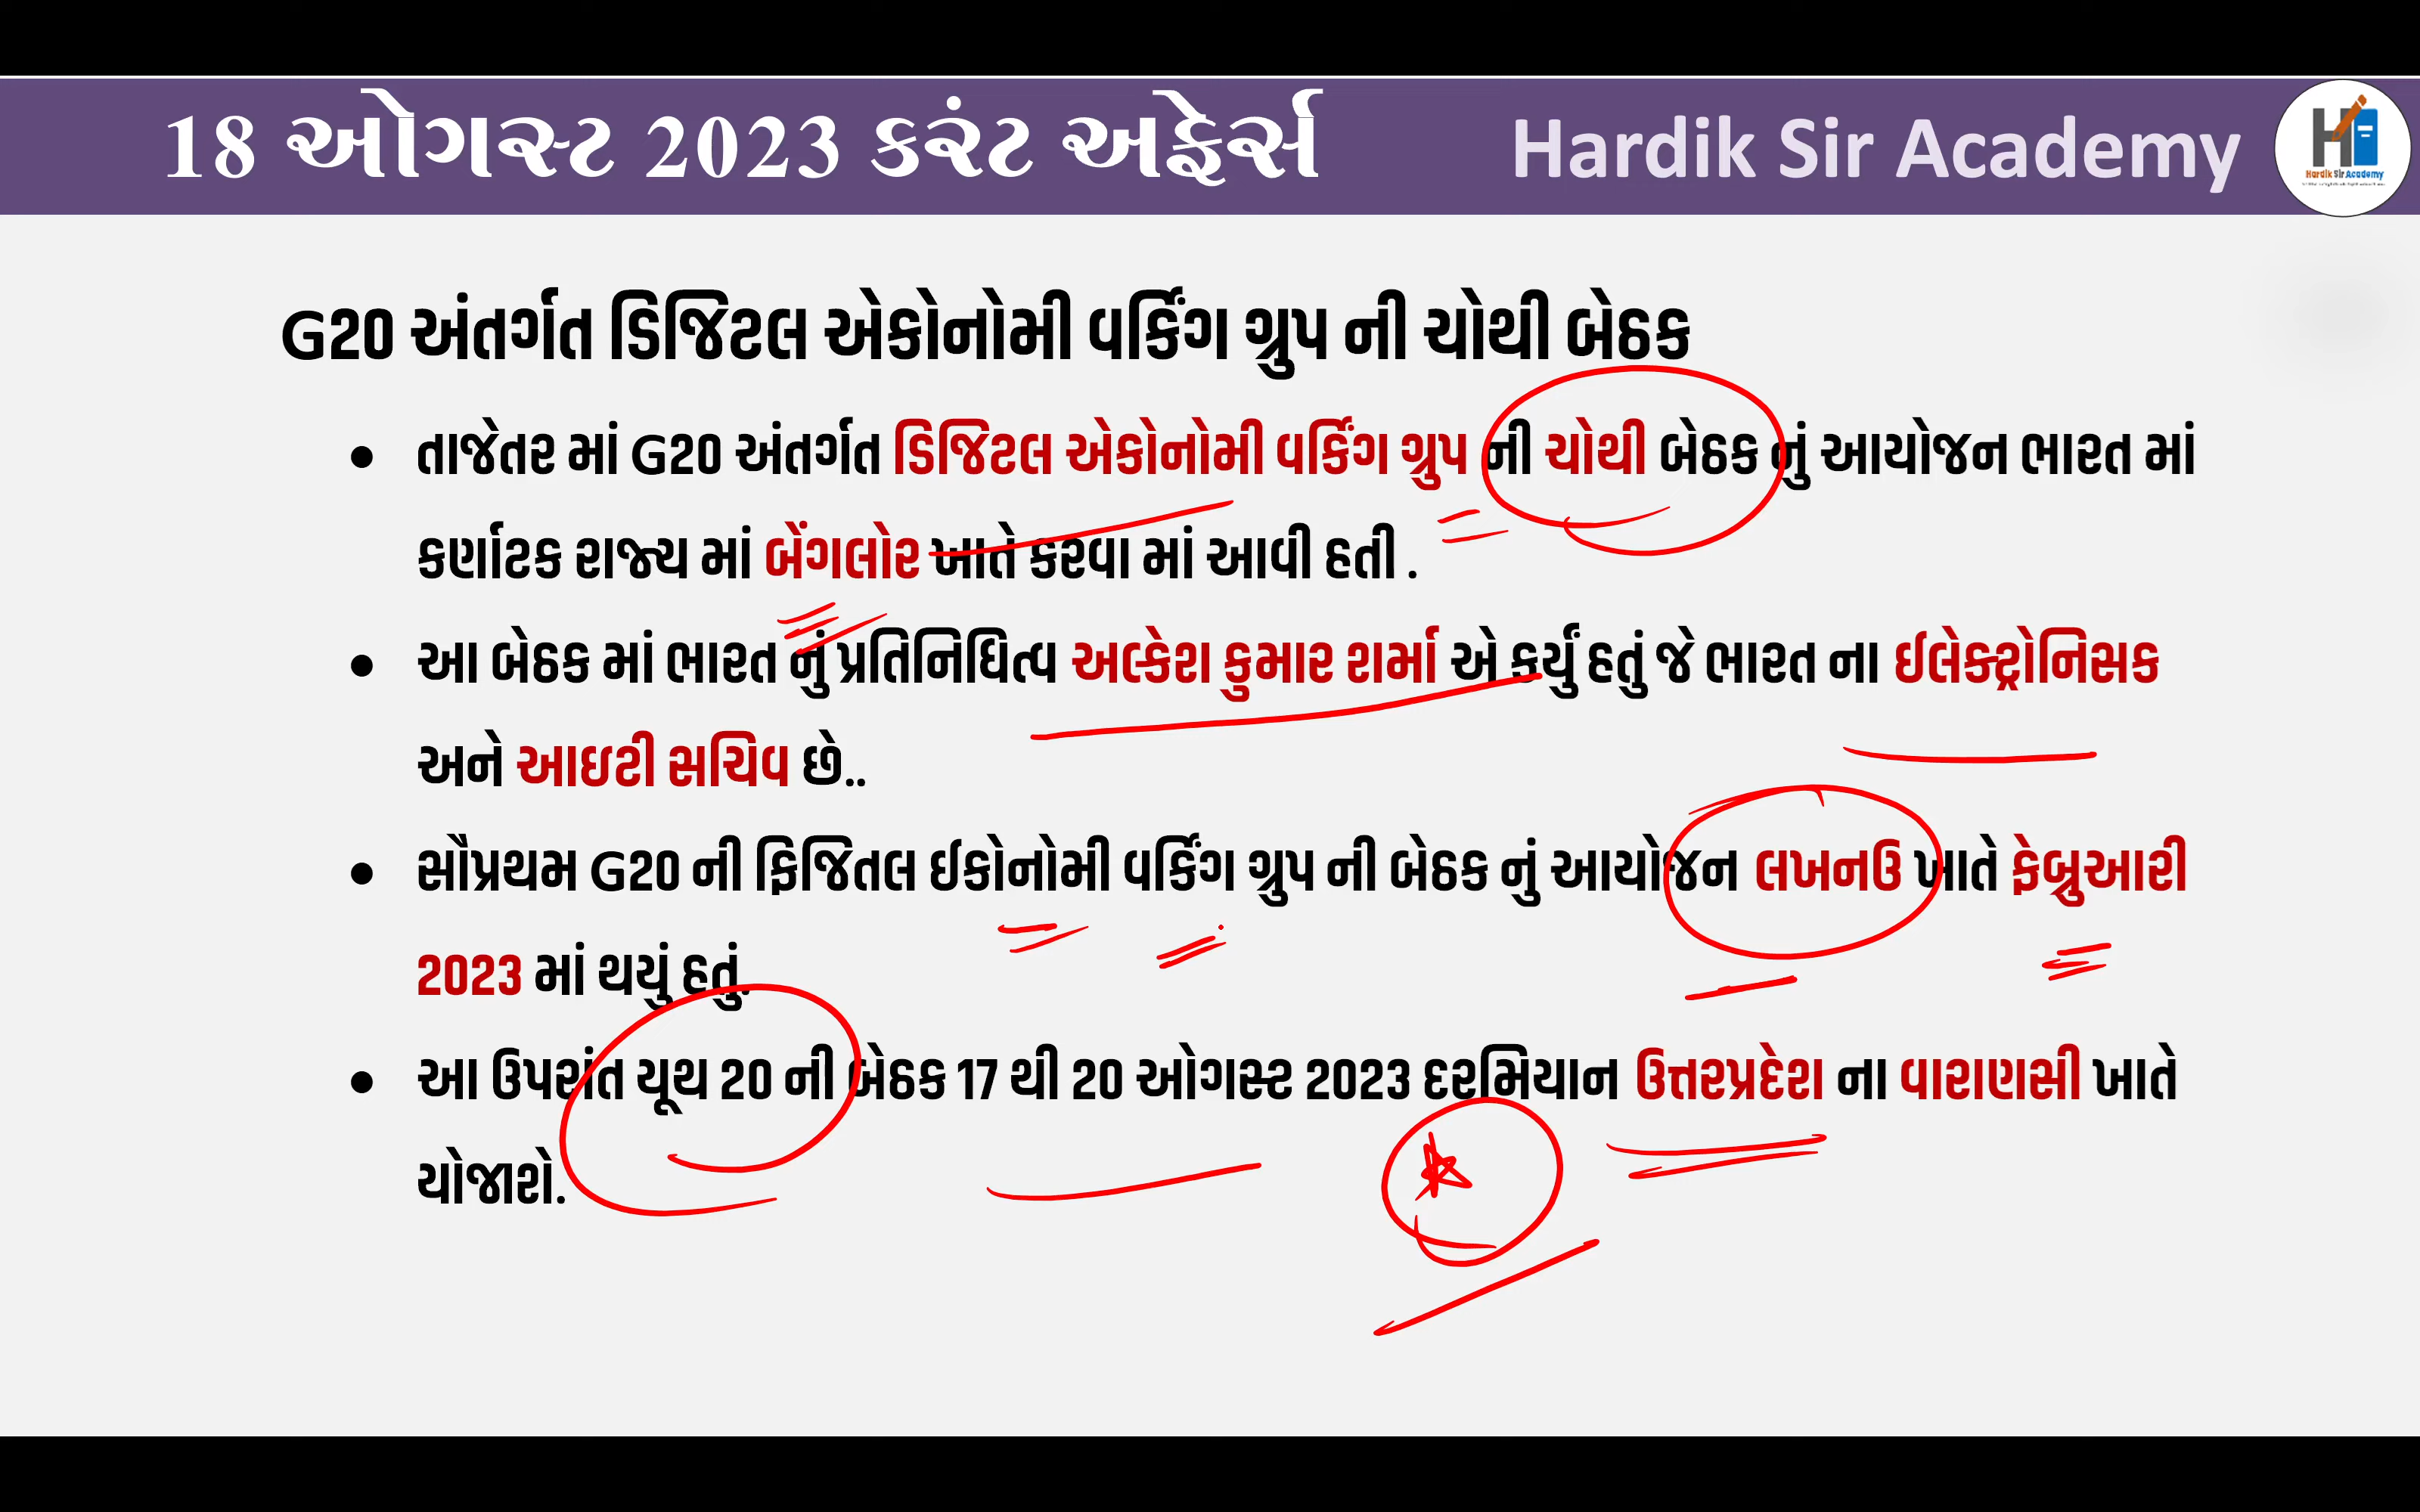 18 ઓગસ્ટ 2023 કરંટ અફેર્સ
Hardik Sir Academy
H
Hardik Sir Academy
G20 અંતર્ગત ડિજિટલ એકોનોમી વર્કિંગ ગ્રુપ ની ચોથી બેઠક
• તાજેતર માં G20 અંતર્ગત ડિજિટલ એકોનોમી વર્કિંગ ગ્રુપ ની ચોથી બેઠક નું આયોજન ભારત માં
કર્ણાટક રાજ્ય માં બેંગલોર ખાતે કરવા માં આવી હતી .
• આ બેઠક માં ભારત નું પ્રતિનિધિત્વ અલ્કેશ કુમાર શર્મા એ કર્યું હતું જે ભારત ના ઈલેક્ટ્રોનિસક
અને આઇટી સચિવ છે..
• સૌપ્રથમ G20 ની ફિજિતલ ઈકોનોમી વર્કિંગ ગ્રુપ ની બેઠક નું આયોજન લખનઉ ખાતે ફેબ્રુઆરી
2023 માં થયું હતું.
• આ ઉપરાંત યૂથ 20 ની બેઠક 17 થી 20 ઓગસ્ટ 2023 દરમિયાન ઉત્તરપ્રદેશ ના વારાણસી ખાતે
યોજાશે.